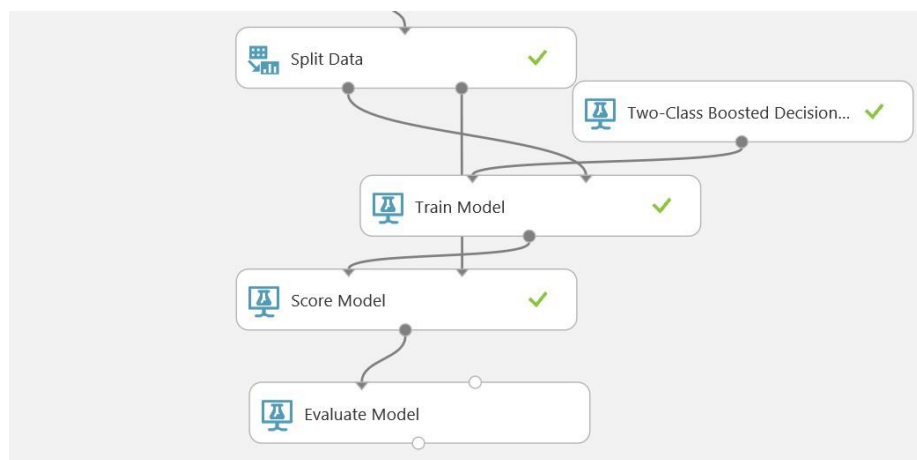 Split Data
Two-Class Boosted Decision...
Train Model
Score Model
Evaluate Model